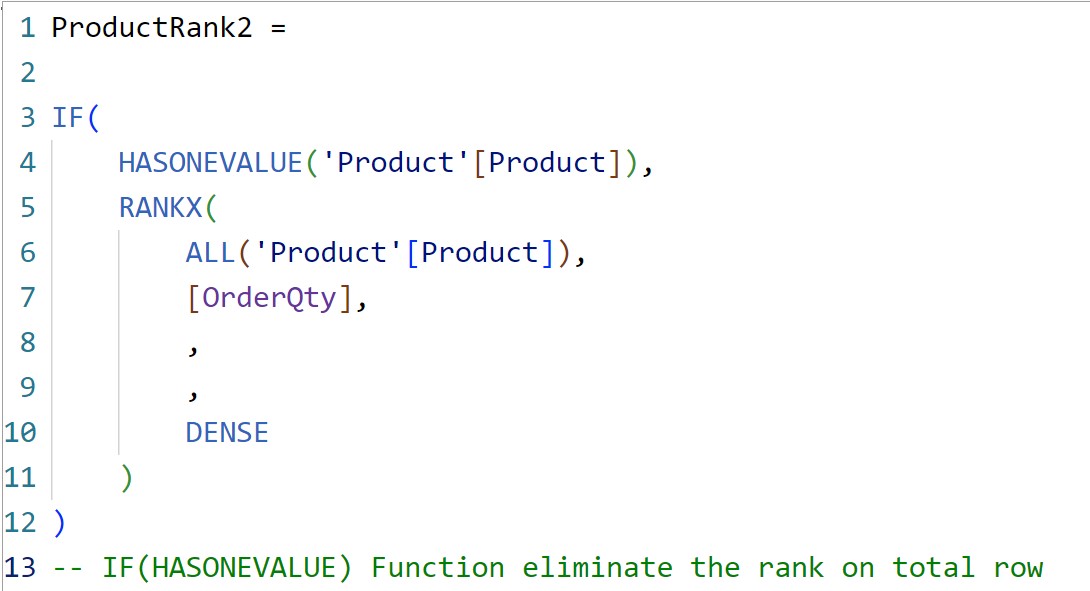 1 ProductRank2 =
2
3 IF(
4     HASONEVALUE('Product'[Product]),
5     RANKX(
6         ALL('Product'[Product]),
7         [OrderQty],
8         ,
9         ,
10         DENSE
11     )
12 )
13 -- IF(HASONEVALUE) Function eliminate the rank on total row